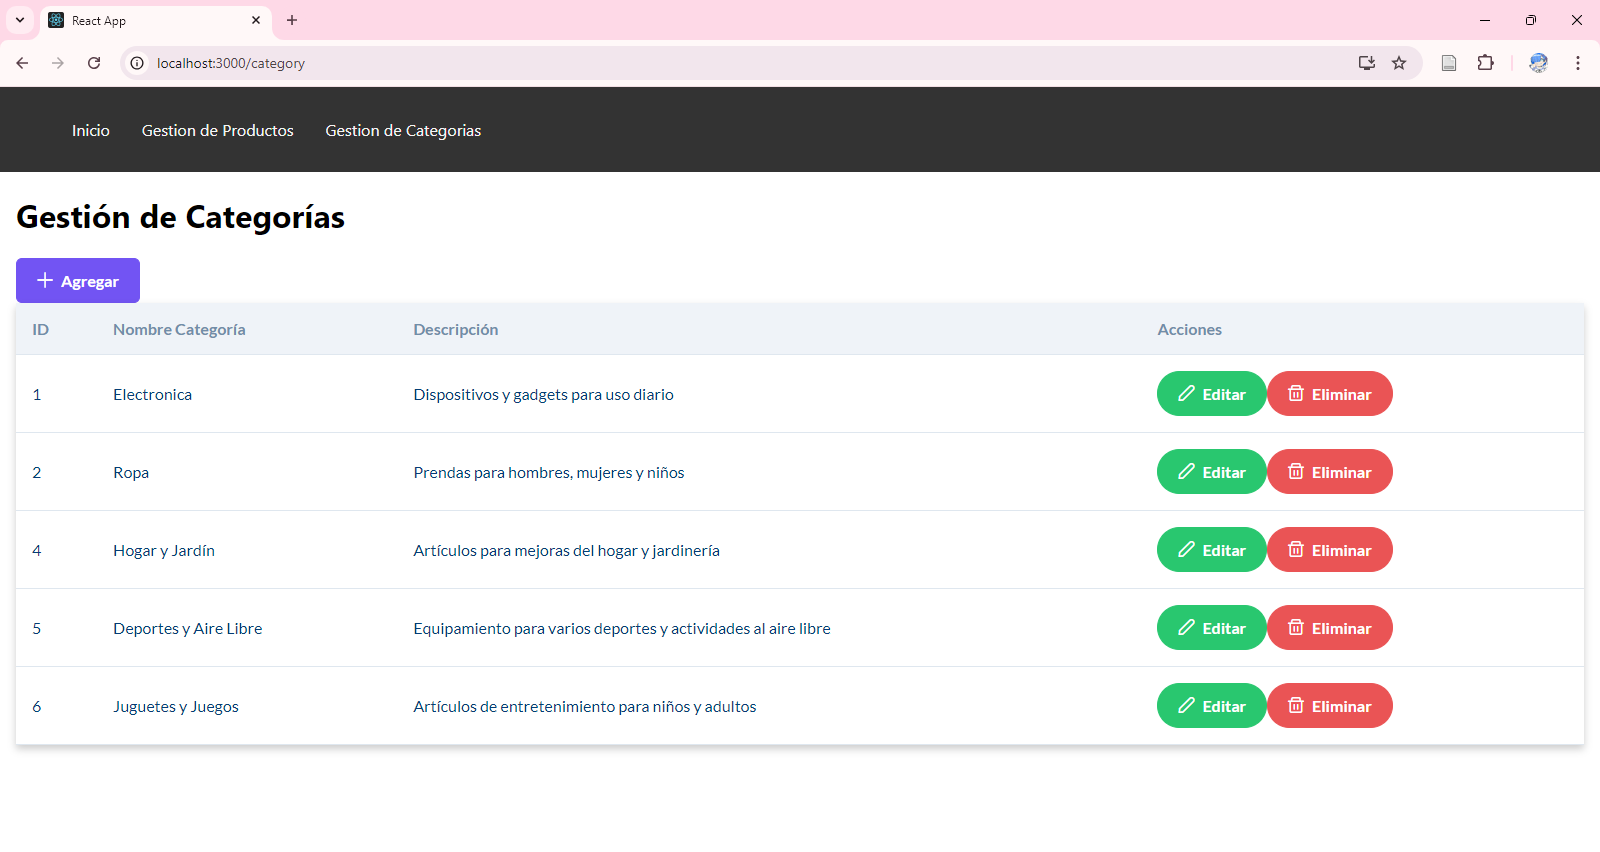 React App
localhost:3000/category
Inicio Gestion de Productos Gestion de Categorias
Gestión de Categorías
Agregar
ID Nombre Categoría Descripción Acciones
1 Electronica Dispositivos y gadgets para uso diario Editar Eliminar
2 Ropa Prendas para hombres, mujeres y niños Editar Eliminar
4 Hogar y Jardín Artículos para mejoras del hogar y jardinería Editar Eliminar
5 Deportes y Aire Libre Equipamiento para varios deportes y actividades al aire libre Editar Eliminar
6 Juguetes y Juegos Artículos de entretenimiento para niños y adultos Editar Eliminar